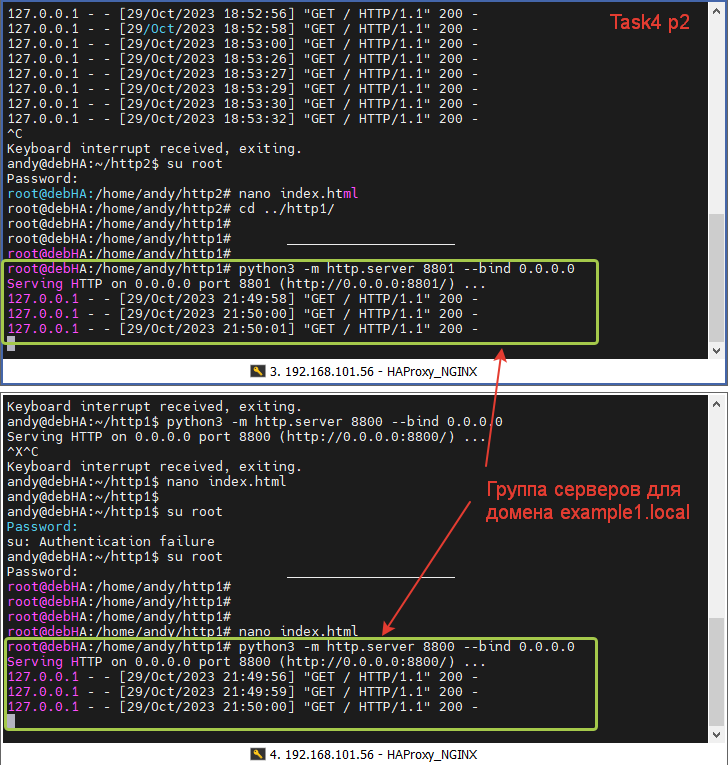 127.0.0.1 - - [29/Oct/2023 18:52:56] "GET / HTTP/1.1" 200 -
Task4 p2
127.0.0.1 - - [29/Oct/2023 18:52:58] "GET / HTTP/1.1" 200 -
127.0.0.1 - - [29/Oct/2023 18:53:00] "GET / HTTP/1.1" 200 -
127.0.0.1 - - [29/Oct/2023 18:53:26] "GET / HTTP/1.1" 200 -
127.0.0.1 - - [29/Oct/2023 18:53:27] "GET / HTTP/1.1" 200 -
127.0.0.1 - - [29/Oct/2023 18:53:29] "GET / HTTP/1.1" 200 -
127.0.0.1 - - [29/Oct/2023 18:53:30] "GET / HTTP/1.1" 200 -
127.0.0.1 - - [29/Oct/2023 18:53:32] "GET / HTTP/1.1" 200 -
^C
Keyboard interrupt received, exiting.
andy@debHA:~/http2$ su root
Password:
root@debHA:/home/andy/http2# nano index.html
root@debHA:/home/andy/http2# cd ../http1/
root@debHA:/home/andy/http1#
root@debHA:/home/andy/http1#
root@debHA:/home/andy/http1#
root@debHA:/home/andy/http1# python3 -m http.server 8801 --bind 0.0.0.0
Serving HTTP on 0.0.0.0 port 8801 (http://0.0.0.0:8801/) ...
127.0.0.1 - - [29/Oct/2023 21:49:58] "GET / HTTP/1.1" 200 -
127.0.0.1 - - [29/Oct/2023 21:50:00] "GET / HTTP/1.1" 200 -
127.0.0.1 - - [29/Oct/2023 21:50:01] "GET / HTTP/1.1" 200 -
3. 192.168.101.56 - HAProxy_NGINX
Keyboard interrupt received, exiting.
andy@debHA:~/http1$ python3 -m http.server 8800 --bind 0.0.0.0
Serving HTTP on 0.0.0.0 port 8800 (http://0.0.0.0:8800/) ...
^X^C
Keyboard interrupt received, exiting.
andy@debHA:~/http1$ nano index.html
andy@debHA:~/http1$
andy@debHA:~/http1$ su root
Группа серверов для
домена example1.local
Password:
su: Authentication failure
andy@debHA:~/http1$ su root
Password:
root@debHA:/home/andy/http1#
root@debHA:/home/andy/http1#
root@debHA:/home/andy/http1#
root@debHA:/home/andy/http1# nano index.html
root@debHA:/home/andy/http1# python3 -m http.server 8800 --bind 0.0.0.0
Serving HTTP on 0.0.0.0 port 8800 (http://0.0.0.0:8800/) ...
127.0.0.1 - - [29/Oct/2023 21:49:56] "GET / HTTP/1.1" 200 -
127.0.0.1 - - [29/Oct/2023 21:49:59] "GET / HTTP/1.1" 200 -
127.0.0.1 - - [29/Oct/2023 21:50:00] "GET / HTTP/1.1" 200 -
4. 192.168.101.56 - HAProxy_NGINX